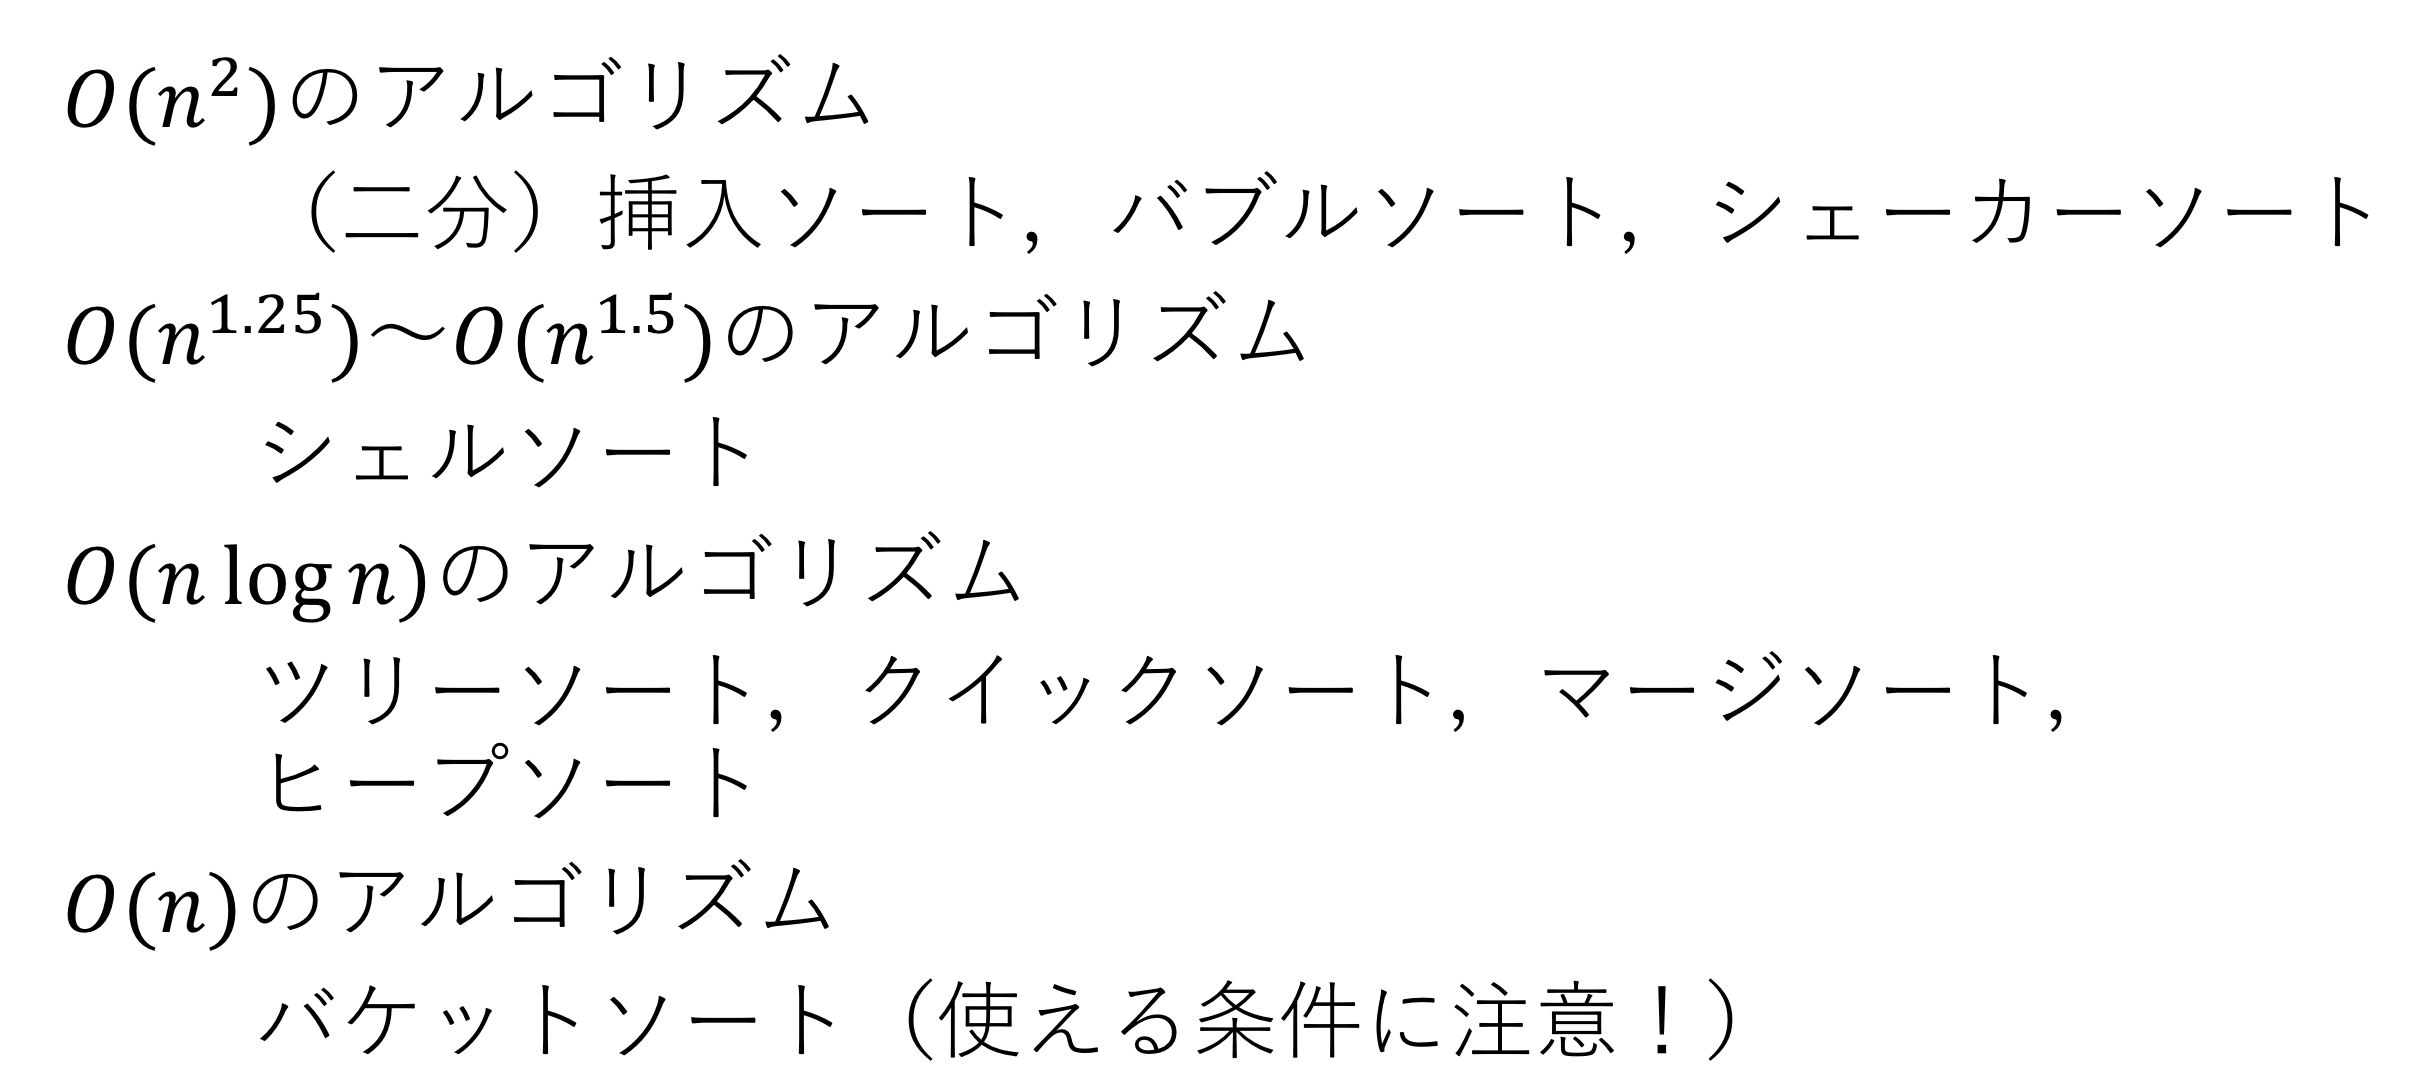 O(n²)のアルゴリズム
（二分）挿入ソート，バブルソート，シェーカーソート
O(n¹·²⁵)～O(n¹·⁵)のアルゴリズム
シェルソート
O(n log n)のアルゴリズム
ツリーソート，クイックソート，マージソート，
ヒープソート
O(n)のアルゴリズム
バケットソート（使える条件に注意！）